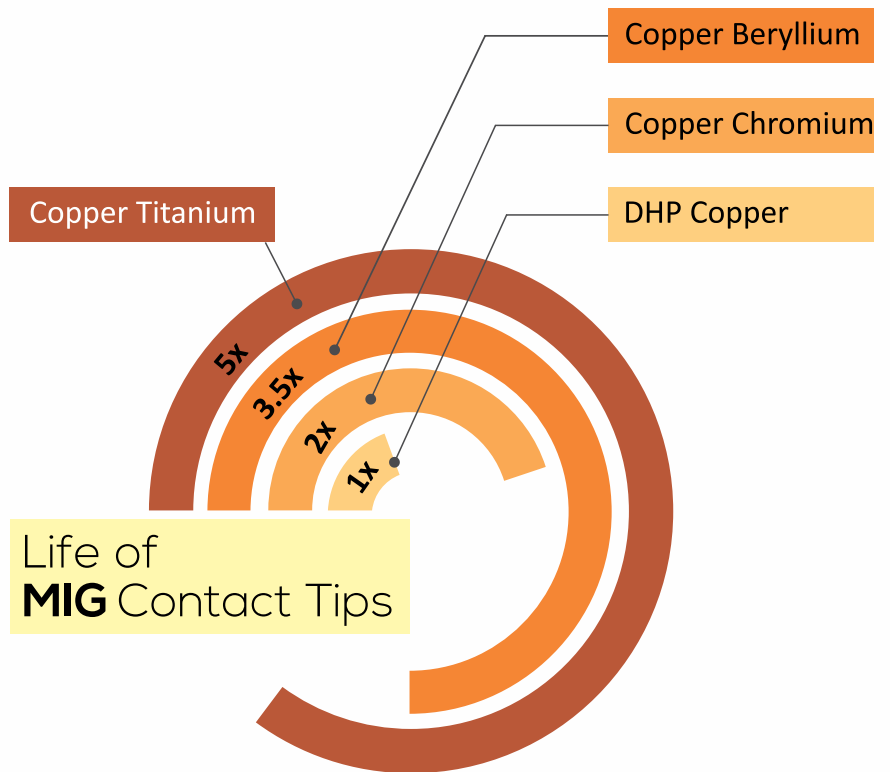 Copper Beryllium
Copper Chromium
Copper Titanium
DHP Copper
5x
3.5x
2x
1x
Life of
MIG Contact Tips